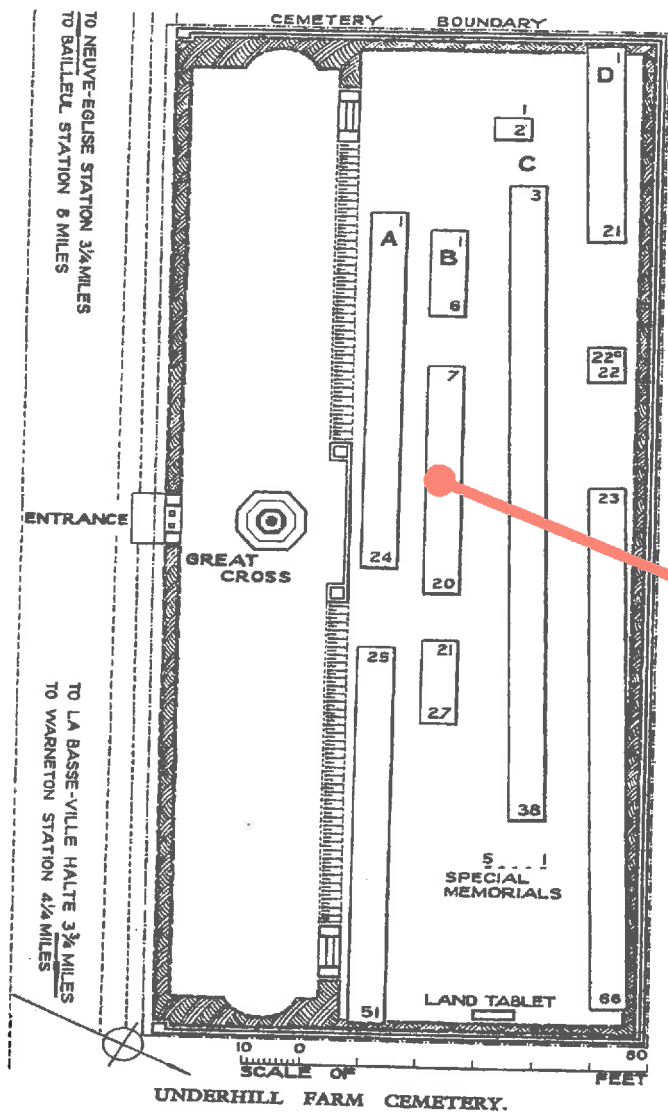 CEMETERY BOUNDARY
TO NEUVE-EGLISE STATION 3¼ MILES
TO BAILLEUL STATION 8 MILES
1
D
1
2
C
3
A
1
B
1
21
6
7
22ᵃ
22
23
ENTRANCE
GREAT
CROSS
24
20
25
21
27
TO LA BASSE-VILLE HALTE 3¾ MILES
TO WARNETON STATION 4¼ MILES
38
5 1
SPECIAL
MEMORIALS
LAND TABLET
66
51
10 0
SCALE OF FEET
UNDERHILL FARM CEMETERY.